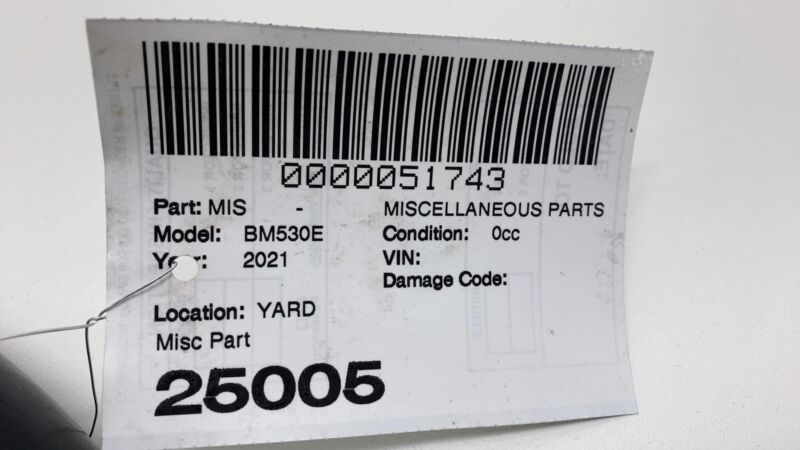 0000051743
Part: MIS - MISCELLANEOUS PARTS
Model: BM530E Condition: 0cc
Year: 2021 VIN:
Damage Code:
Location: YARD
Misc Part
25005